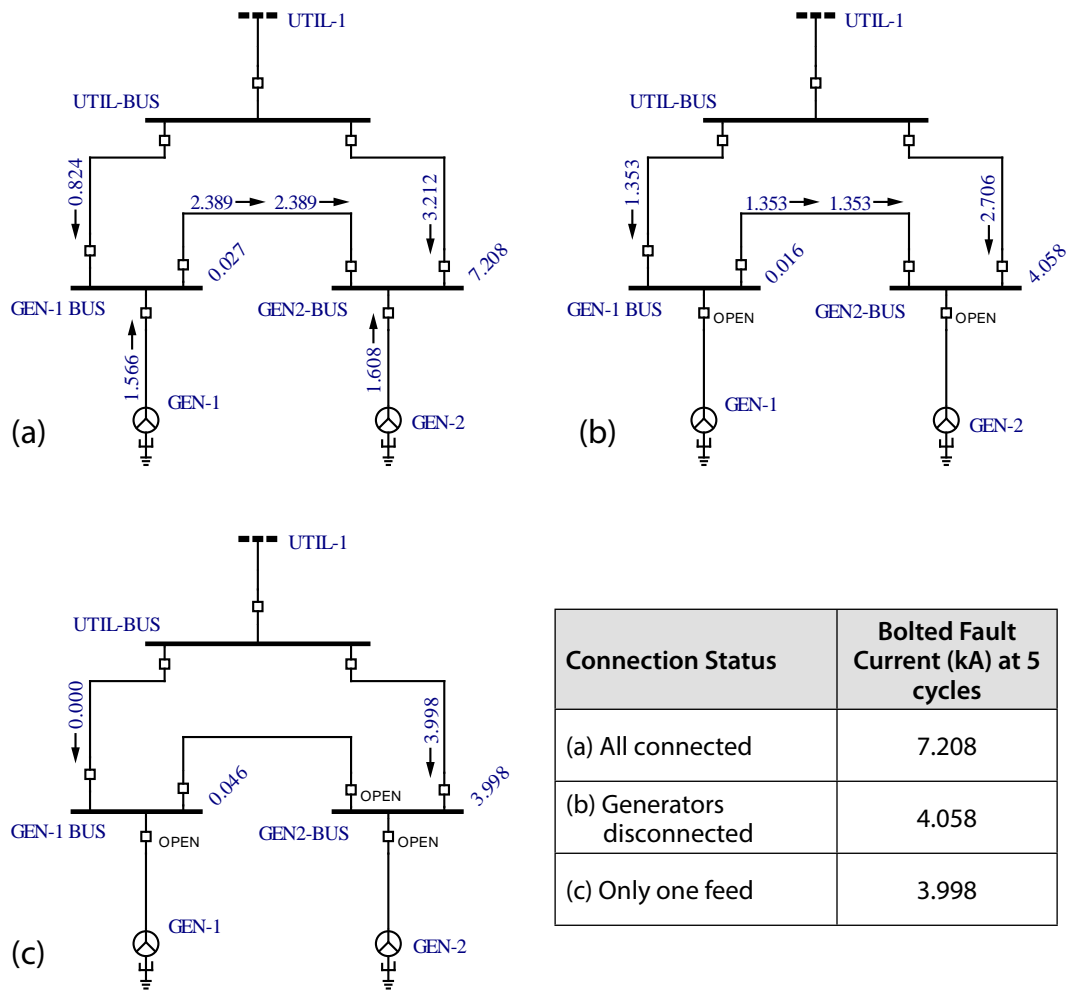 UTIL-1
UTIL-BUS
0.824
2.389 2.389
3.212
0.027
7.208
GEN-1 BUS
GEN2-BUS
1.566
1.608
GEN-1
GEN-2
(a)
UTIL-1
UTIL-BUS
1.353
1.353 1.353
2.706
0.016
4.058
GEN-1 BUS
OPEN
GEN2-BUS
OPEN
GEN-1
GEN-2
(b)
UTIL-1
UTIL-BUS
0.000
3.998
0.046
OPEN
3.998
GEN-1 BUS
OPEN
GEN2-BUS
OPEN
GEN-1
GEN-2
(c)
Connection Status
Bolted Fault
Current (kA) at 5
cycles
(a) All connected
7.208
(b) Generators
disconnected
4.058
(c) Only one feed
3.998